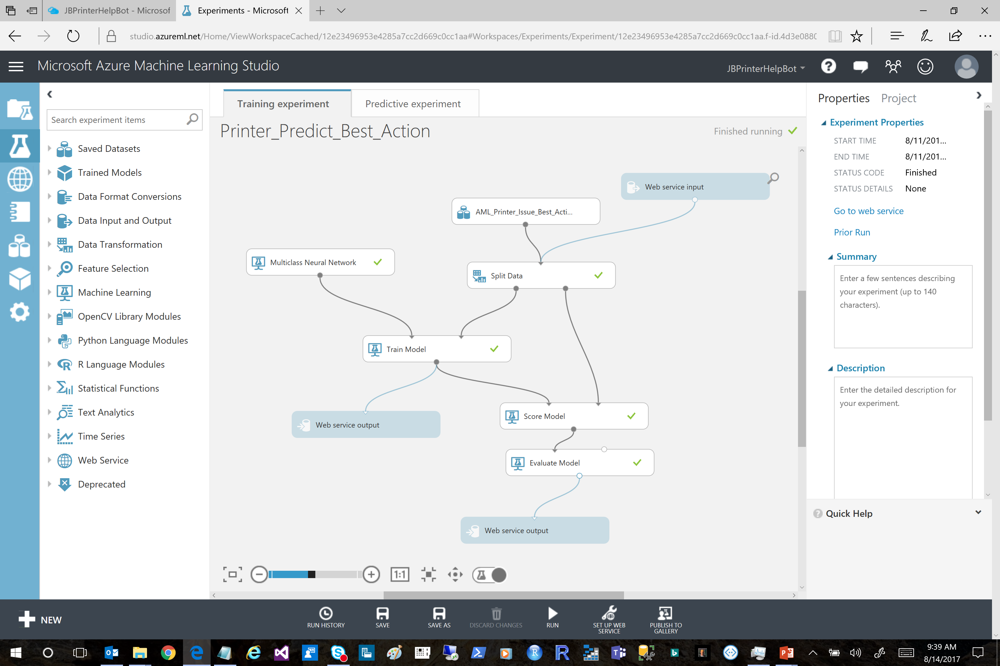 JBPrinterHelpBot - Microsof
Experiments - Microsoft
studio.azureml.net/Home/ViewWorkspaceCached/12e23496953e4285a7cc2d669c0cc1aa#Workspaces/Experiments/Experiment/12e23496953e4285a7cc2d669c0cc1aa.f-id.4d3e0880
Microsoft Azure Machine Learning Studio
JBPrinterHelpBot
Search experiment items
Saved Datasets
Trained Models
Data Format Conversions
Data Input and Output
Data Transformation
Feature Selection
Machine Learning
OpenCV Library Modules
Python Language Modules
R Language Modules
Statistical Functions
Text Analytics
Time Series
Web Service
Deprecated
Training experiment
Predictive experiment
Printer_Predict_Best_Action
Finished running
Web service input
AML_Printer_Issue_Best_Acti...
Multiclass Neural Network
Split Data
Train Model
Score Model
Web service output
Evaluate Model
Web service output
1:1
Properties
Project
Experiment Properties
START TIME 8/11/201...
END TIME 8/11/201...
STATUS CODE Finished
STATUS DETAILS None
Go to web service
Prior Run
Summary
Enter a few sentences describing
your experiment (up to 140
characters).
Description
Enter the detailed description for
your experiment.
Quick Help
NEW
RUN HISTORY
SAVE
SAVE AS
DISCARD CHANGES
RUN
SET UP WEB
SERVICE
PUBLISH TO
GALLERY
9:39 AM
8/14/2017